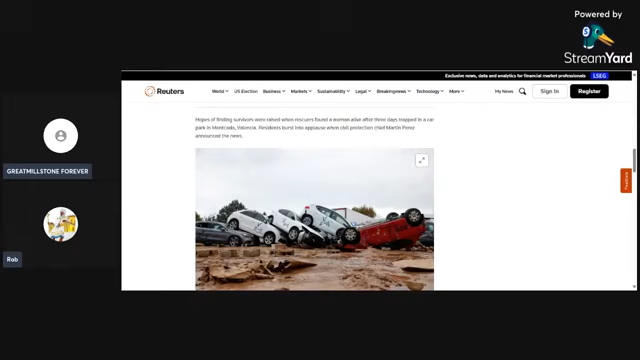 Powered by
StreamYard
Exclusive news, data and analytics for financial market professionals LSEG
Reuters World US Election Business Markets Sustainability Legal Breakingviews Technology More My News Sign In Register
Hopes of finding survivors were raised when rescuers found a woman alive after three days trapped in a car
park in Montcada, Valencia. Residents burst into applause when civil protection chief Martin Perez
announced the news.
Feedback
GREATMILLSTONE FOREVER
Rob